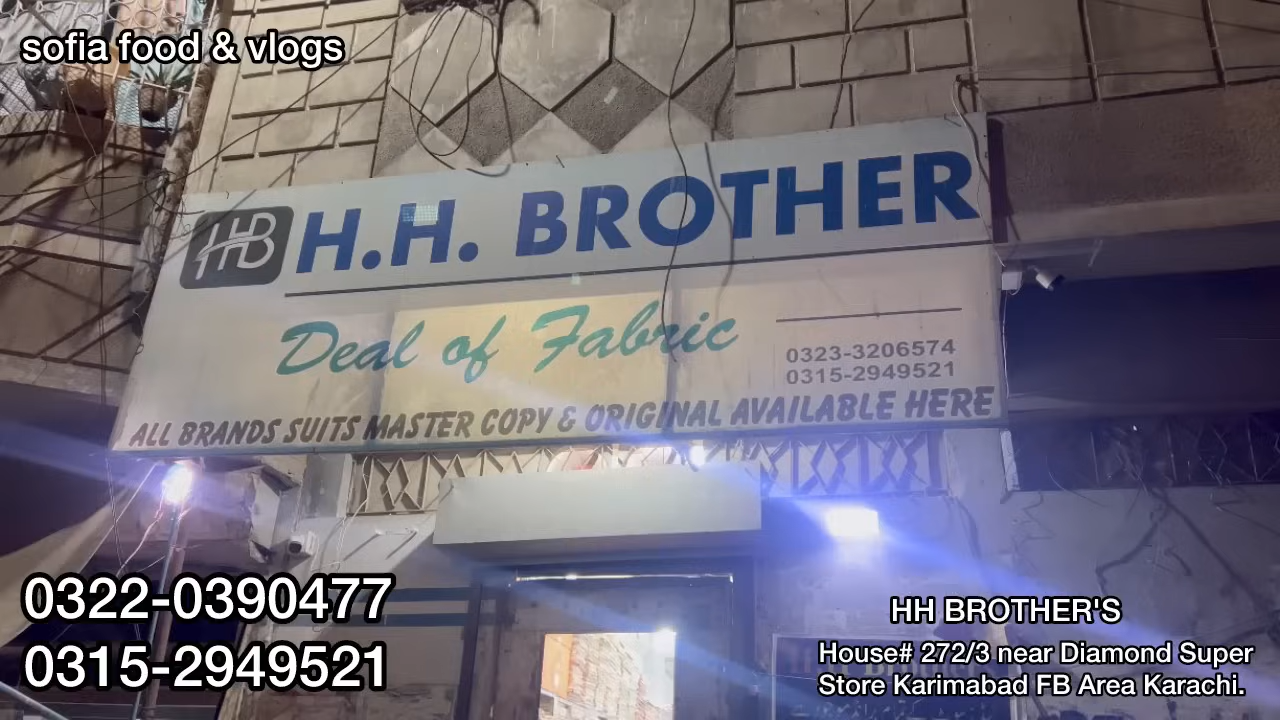 sofia food & vlogs
HB H.H. BROTHER
Deal of Fabric
0323-3206574
0315-2949521
ALL BRANDS SUITS MASTER COPY & ORIGINAL AVAILABLE HERE
0322-0390477
0315-2949521
HH BROTHER'S
House# 272/3 near Diamond Super
Store Karimabad FB Area Karachi.